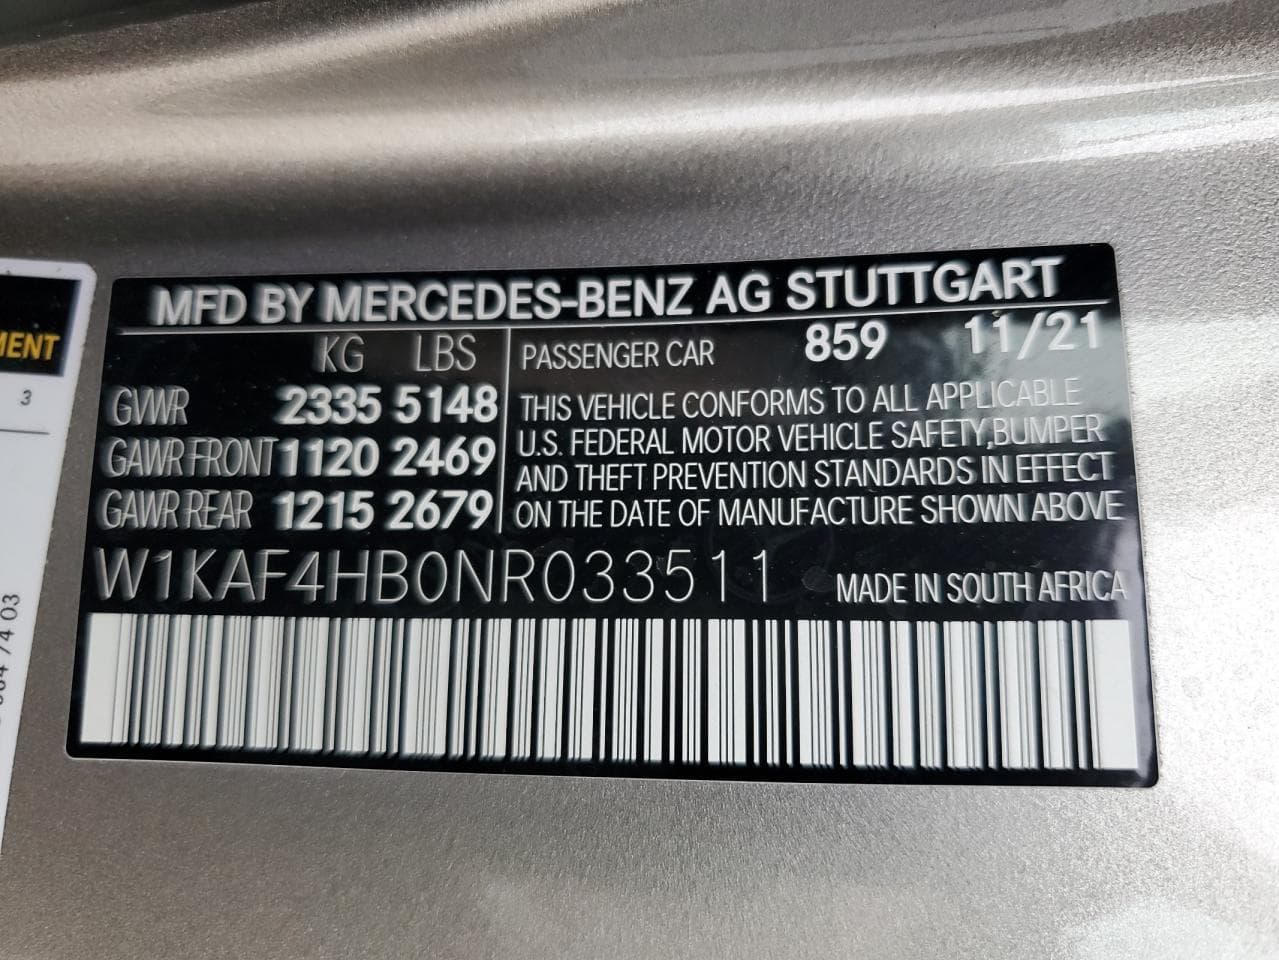 MFD BY MERCEDES-BENZ AG STUTTGART
KG LBS
GVWR 2335 5148
GAWR FRONT 1120 2469
GAWR REAR 1215 2679
PASSENGER CAR 859 11/21
THIS VEHICLE CONFORMS TO ALL APPLICABLE
U.S. FEDERAL MOTOR VEHICLE SAFETY,BUMPER
AND THEFT PREVENTION STANDARDS IN EFFECT
ON THE DATE OF MANUFACTURE SHOWN ABOVE
W1KAF4HB0NR033511 MADE IN SOUTH AFRICA
3